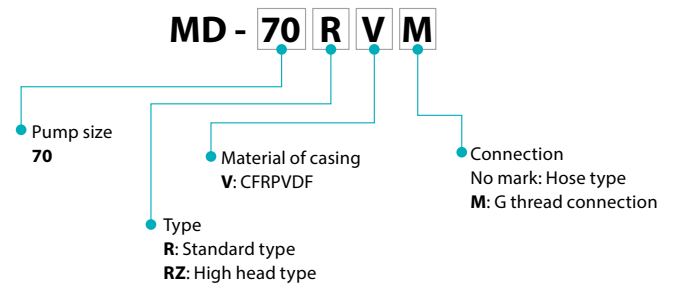 MD - 70 R V M
Pump size
70
Material of casing
V: CFRPVDF
Connection
No mark: Hose type
M: G thread connection
Type
R: Standard type
RZ: High head type